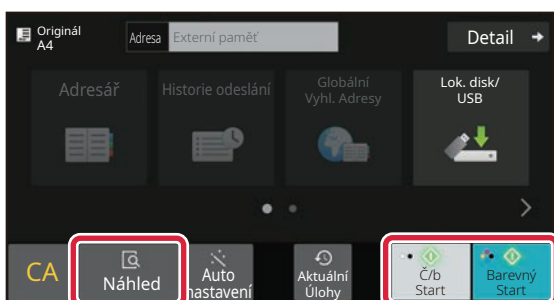 Originál
A4
Adresa
Externí paměť
Detail
Adresář
Historie odeslání
Globální
Vyhl. Adresy
Lok. disk/
USB
CA
Náhled
Auto
nastavení
Aktuální
Úlohy
Č/b
Start
Barevný
Start